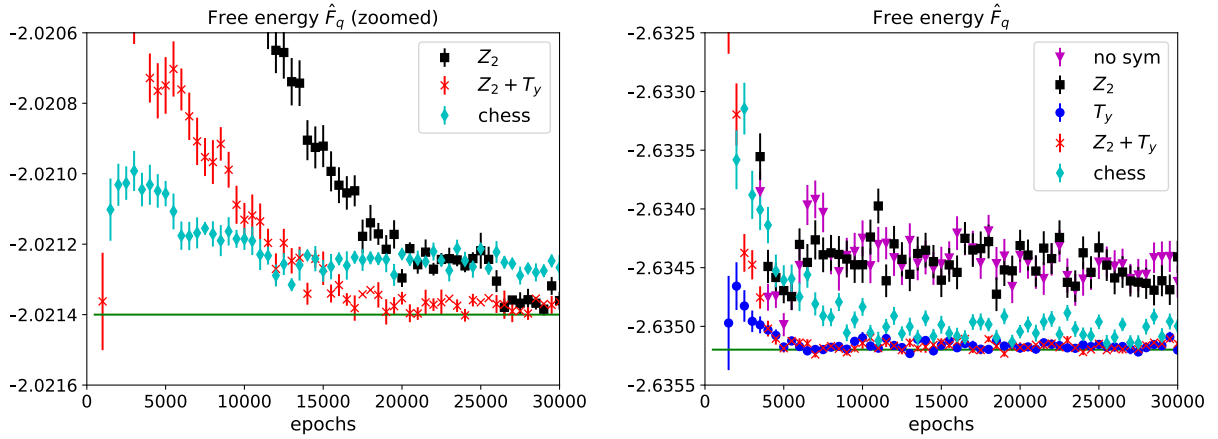 Free energy F̂_q (zoomed)
-2.0206
-2.0208
-2.0210
-2.0212
-2.0214
-2.0216
0
5000
10000
15000
20000
25000
30000
epochs
Z_2
Z_2 + T_y
chess
Free energy F̂_q
-2.6325
-2.6330
-2.6335
-2.6340
-2.6345
-2.6350
-2.6355
0
5000
10000
15000
20000
25000
30000
epochs
no sym
Z_2
T_y
Z_2 + T_y
chess